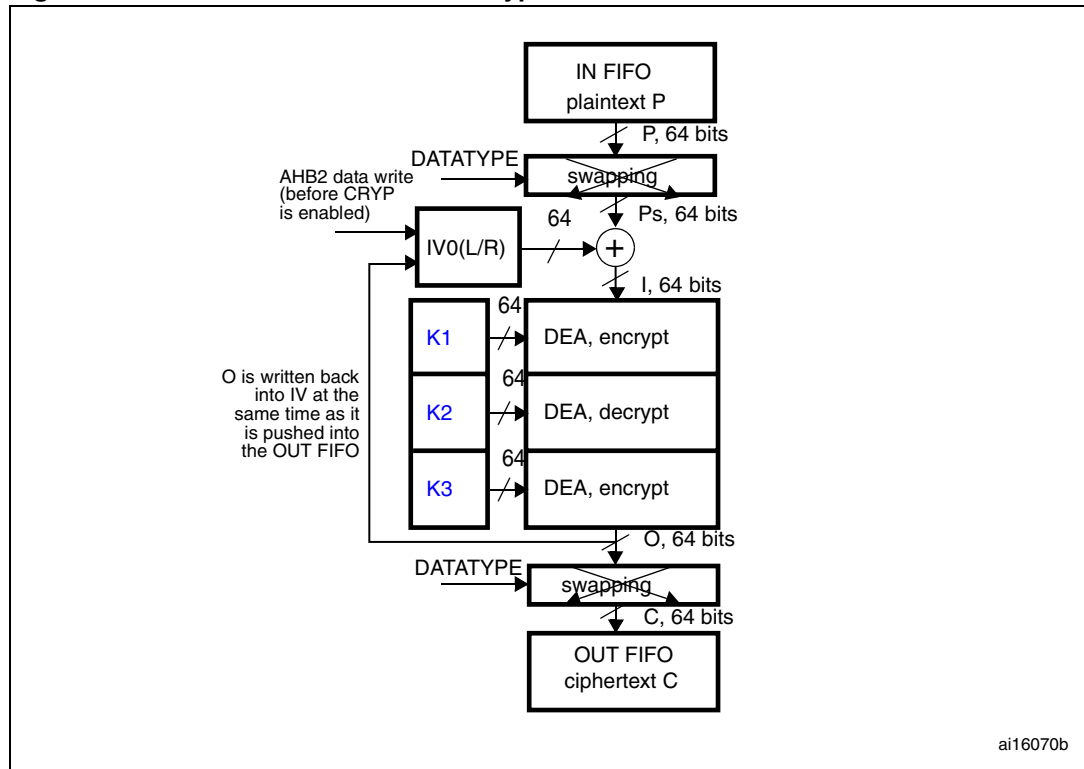 IN FIFO
plaintext P
P, 64 bits
DATATYPE
swapping
AHB2 data write
(before CRYP
is enabled)
Ps, 64 bits
64
IV0(L/R)
+
I, 64 bits
64
K1
DEA, encrypt
64
K2
DEA, decrypt
64
K3
DEA, encrypt
O is written back
into IV at the
same time as it
is pushed into
the OUT FIFO
O, 64 bits
DATATYPE
swapping
C, 64 bits
OUT FIFO
ciphertext C
ai16070b